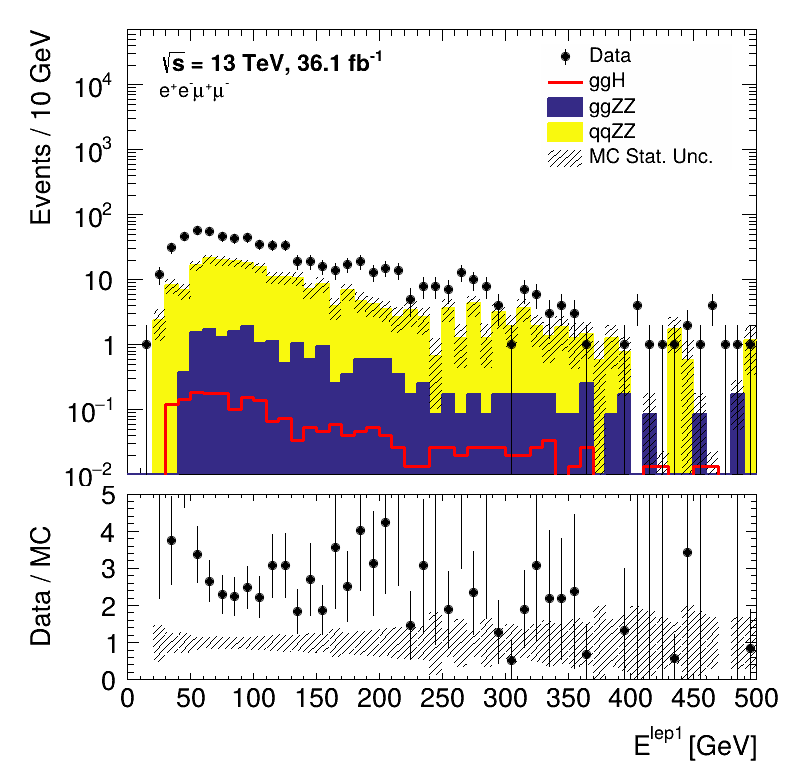 Events / 10 GeV
10⁴
10³
10²
10
1
10⁻¹
10⁻²
√s = 13 TeV, 36.1 fb⁻¹
e⁺e⁻μ⁺μ⁻
Data
ggH
ggZZ
qqZZ
MC Stat. Unc.
Data / MC
5
4
3
2
1
0
0 50 100 150 200 250 300 350 400 450 500
E^lep1 [GeV]